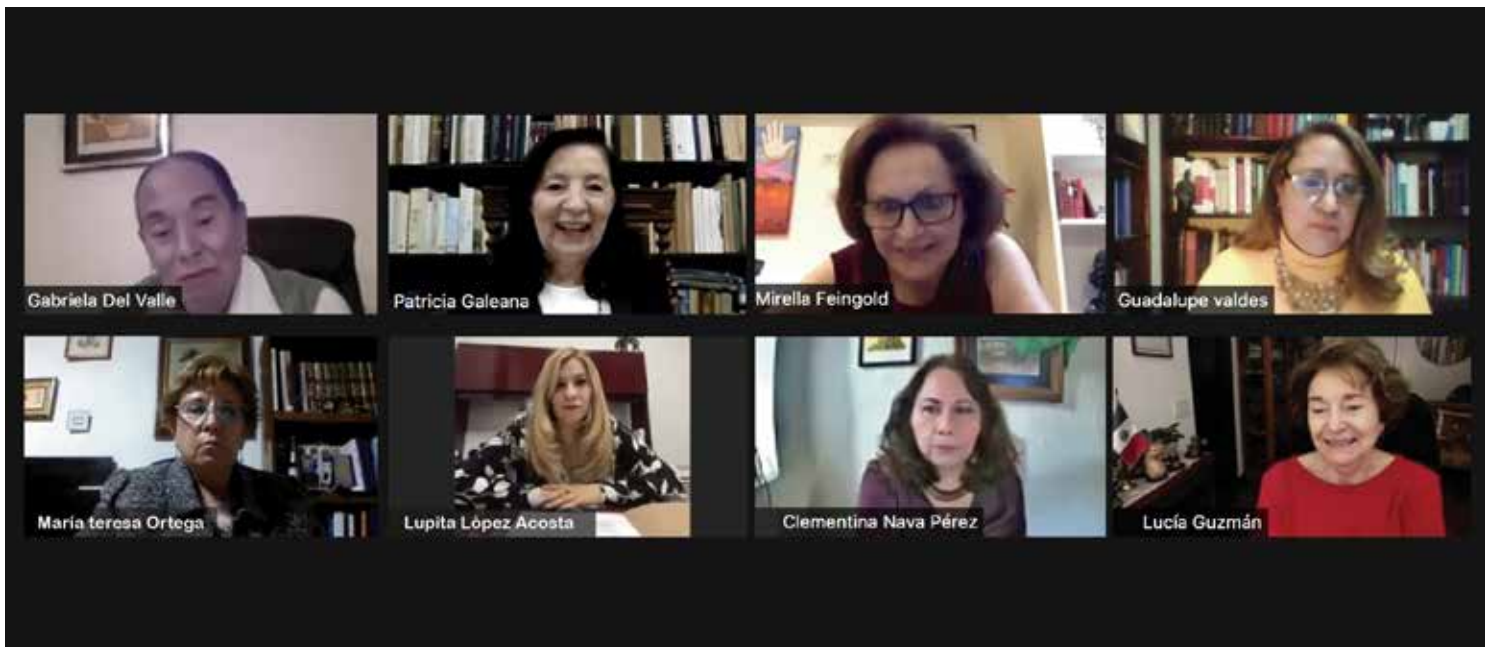 Gabriela Del Valle
Patricia Galeana
Mirella Feingold
Guadalupe valdes
María teresa Ortega
Lupita López Acosta
Clementina Nava Pérez
Lucía Guzmán